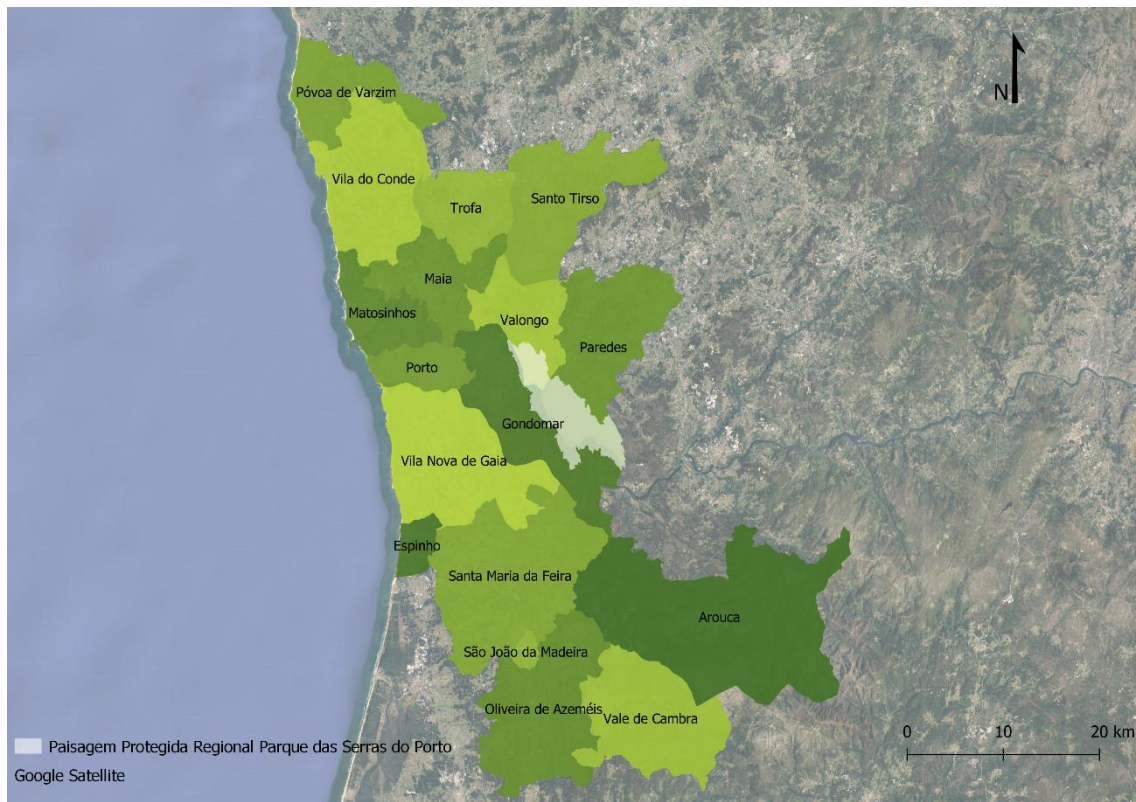 N
Póvoa de Varzim
Vila do Conde
Trofa
Santo Tirso
Maia
Matosinhos
Valongo
Paredes
Porto
Gondomar
Vila Nova de Gaia
Espinho
Santa Maria da Feira
Arouca
São João da Madeira
Oliveira de Azeméis
Vale de Cambra
0 10 20 km
Paisagem Protegida Regional Parque das Serras do Porto
Google Satellite